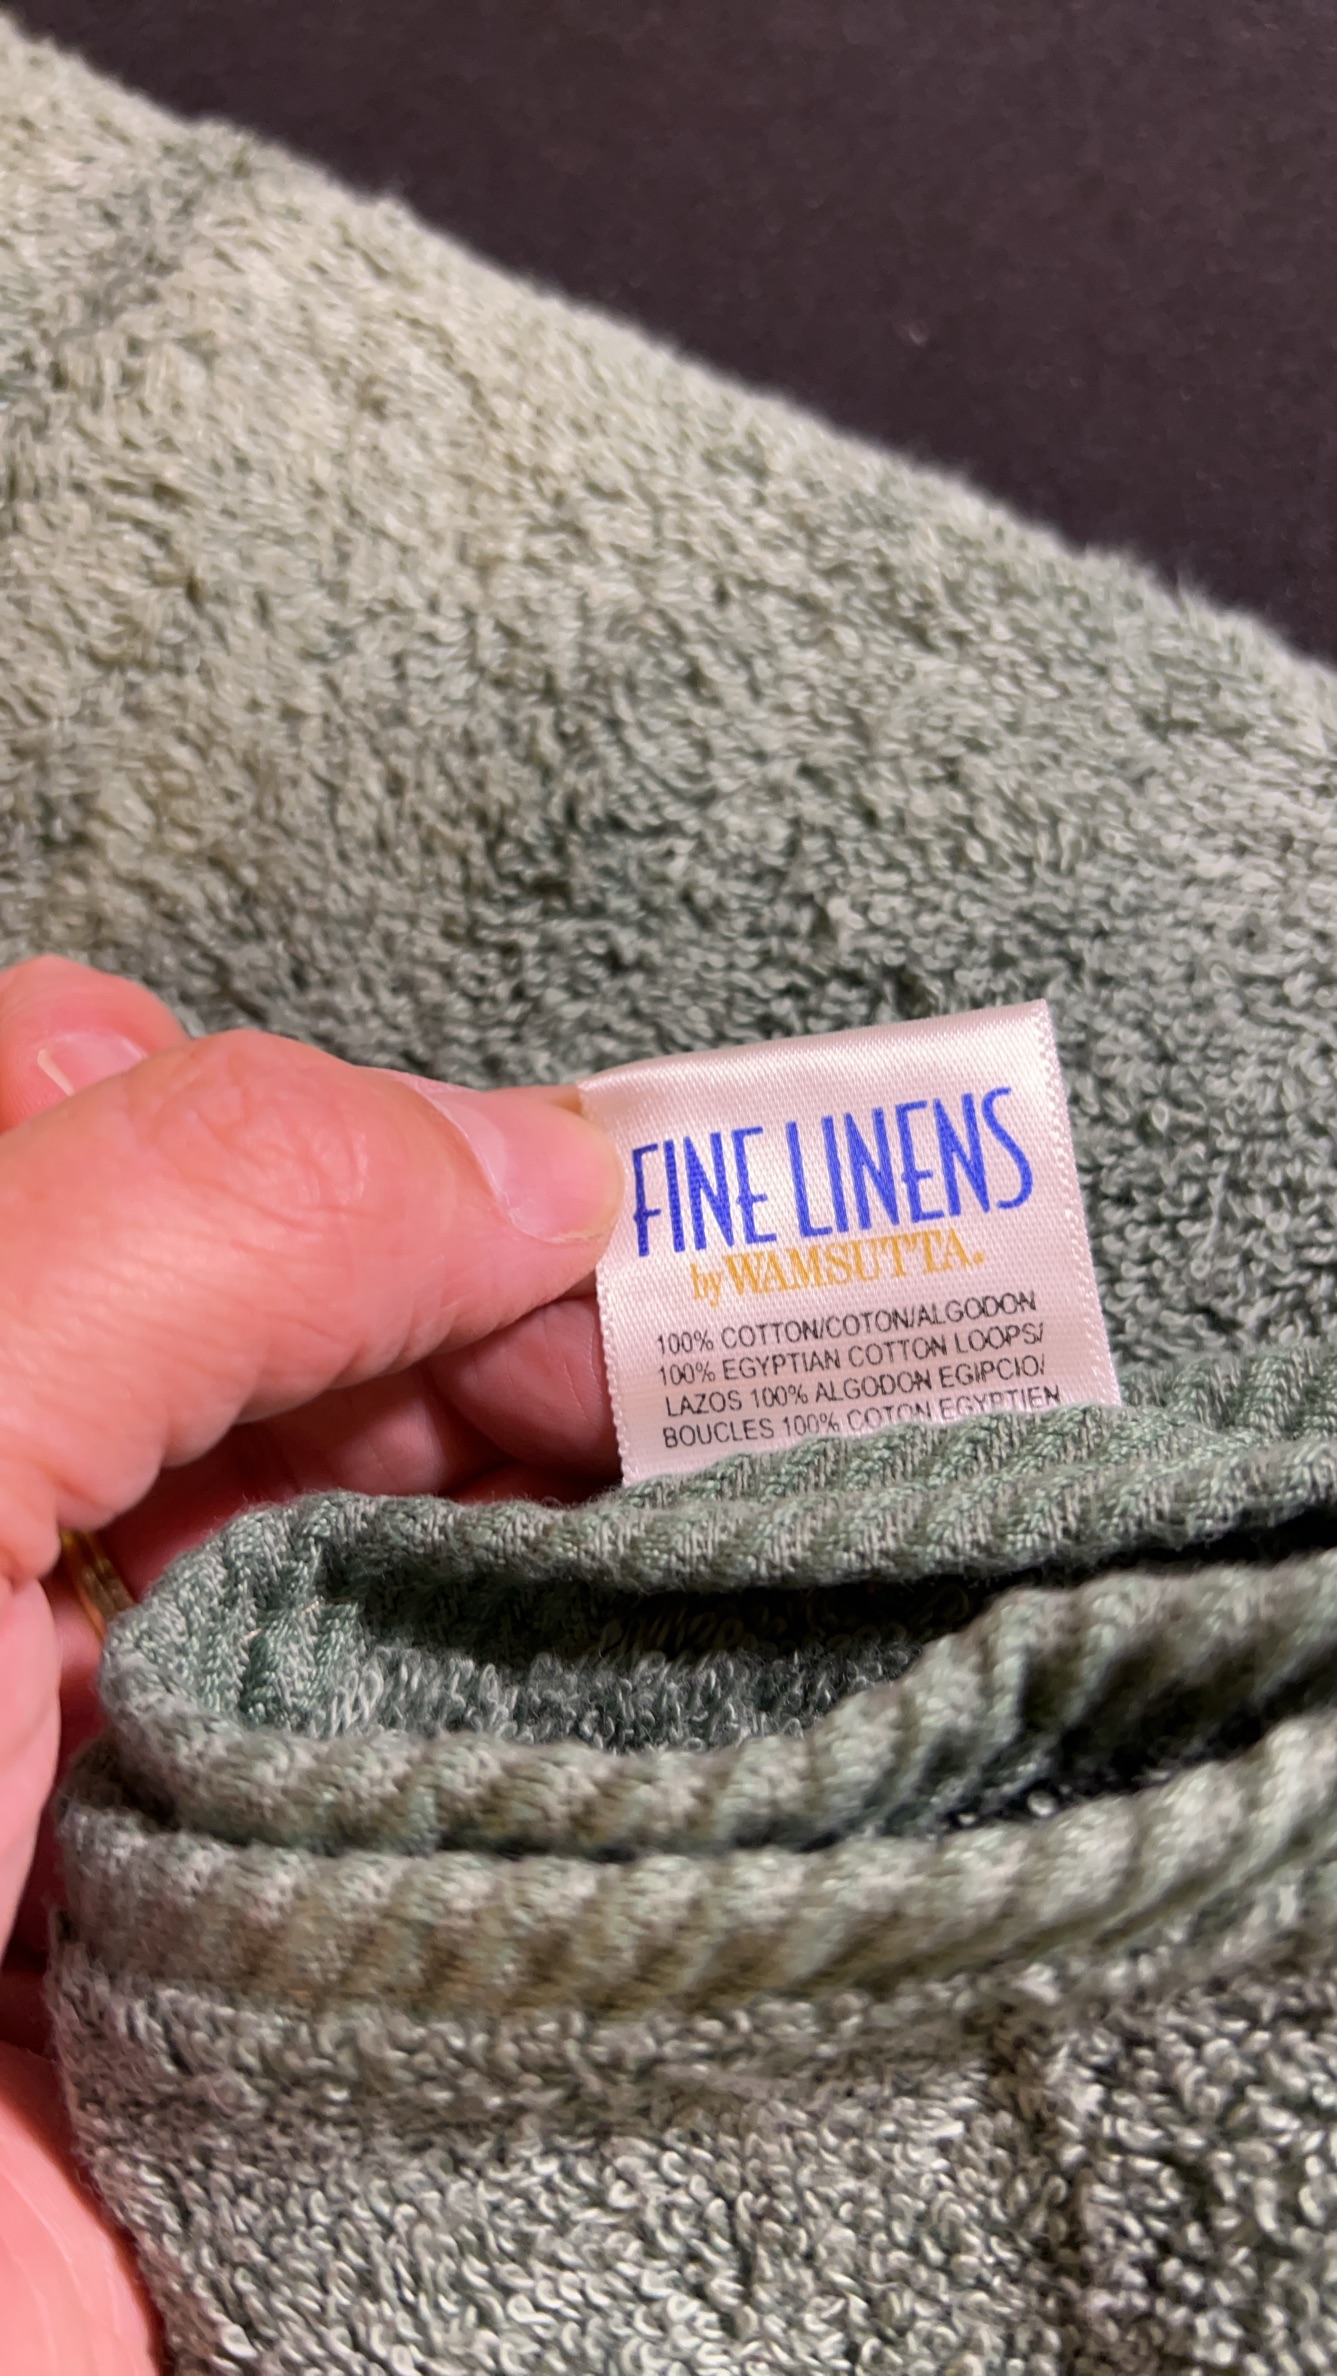 FINE LINENS
by WAMSUTTA.
100% COTTON/COTON/ALGODON
100% EGYPTIAN COTTON LOOPS/
LAZOS 100% ALGODON EGIPCIO/
BOUCLES 100% COTON EGYPTIEN